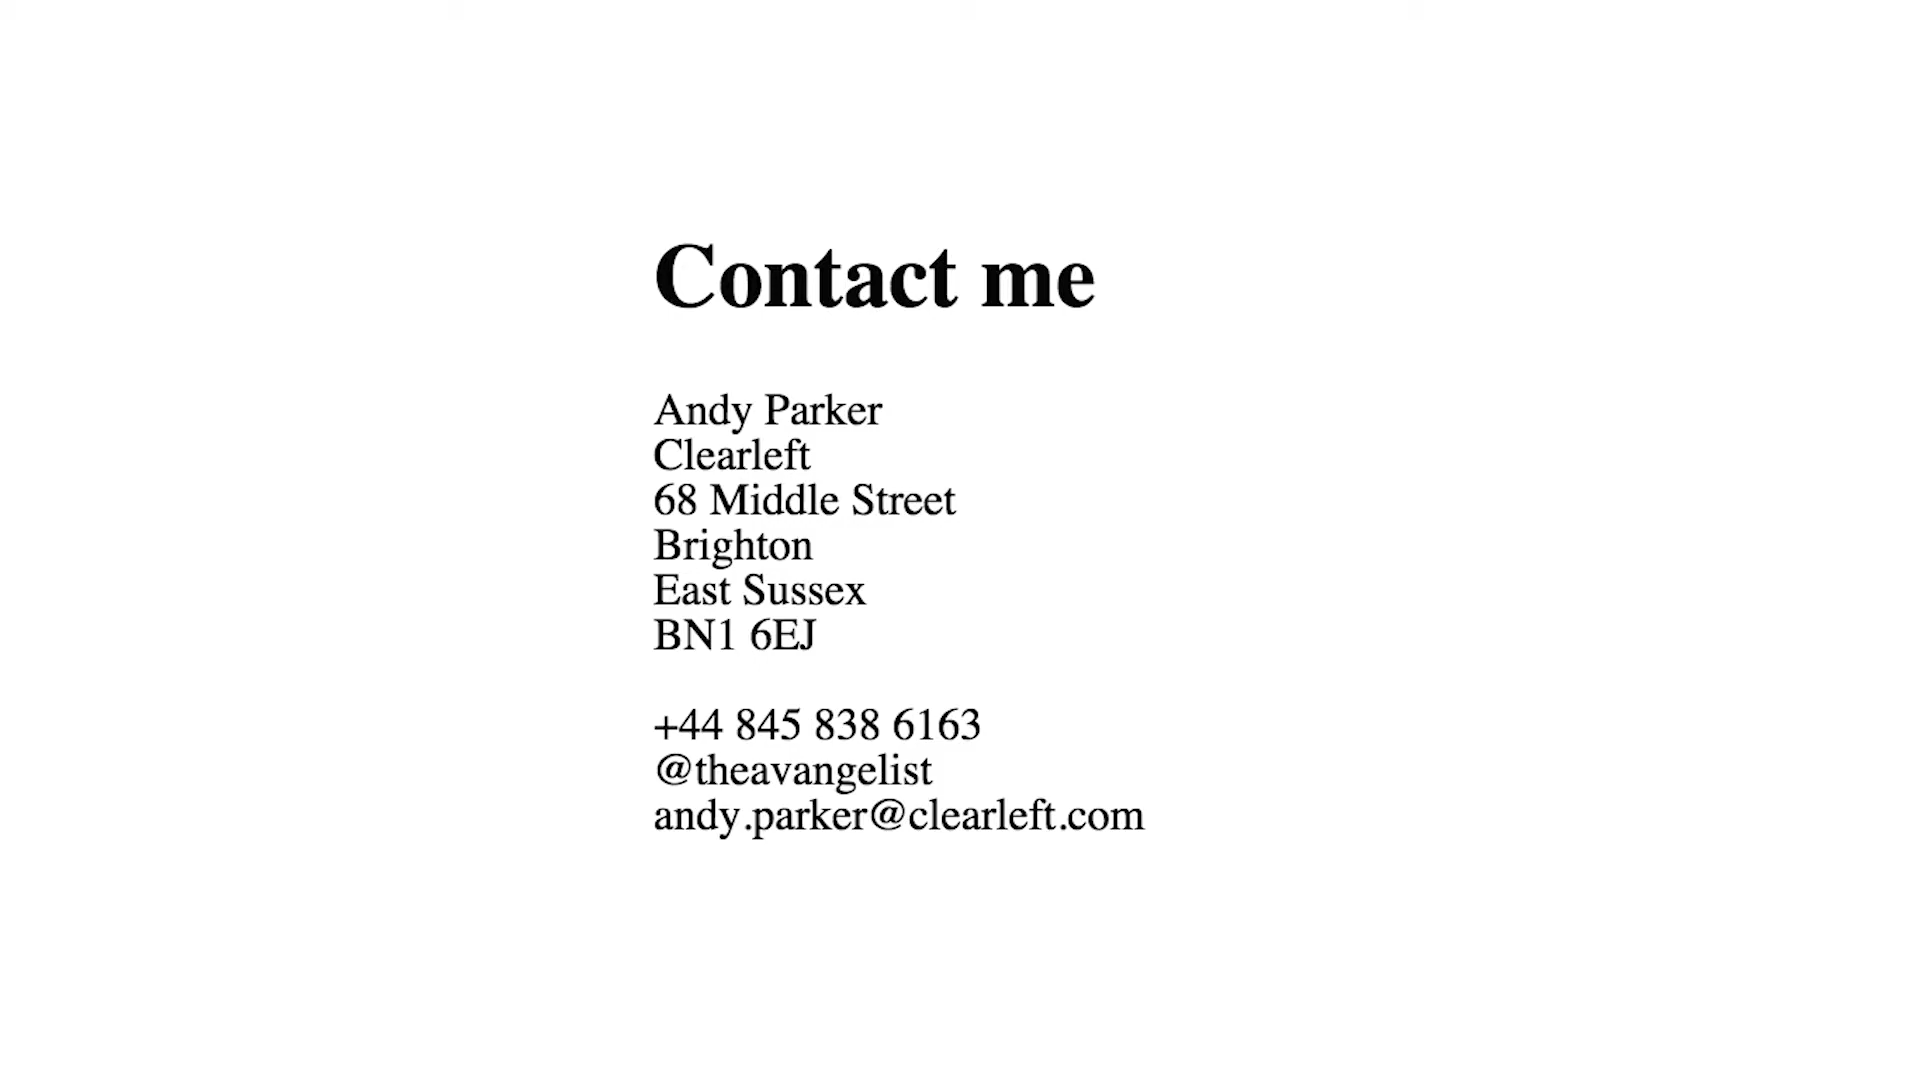 Contact me
Andy Parker
Clearleft
68 Middle Street
Brighton
East Sussex
BN1 6EJ
+44 845 838 6163
@theavangelist
andy.parker@clearleft.com